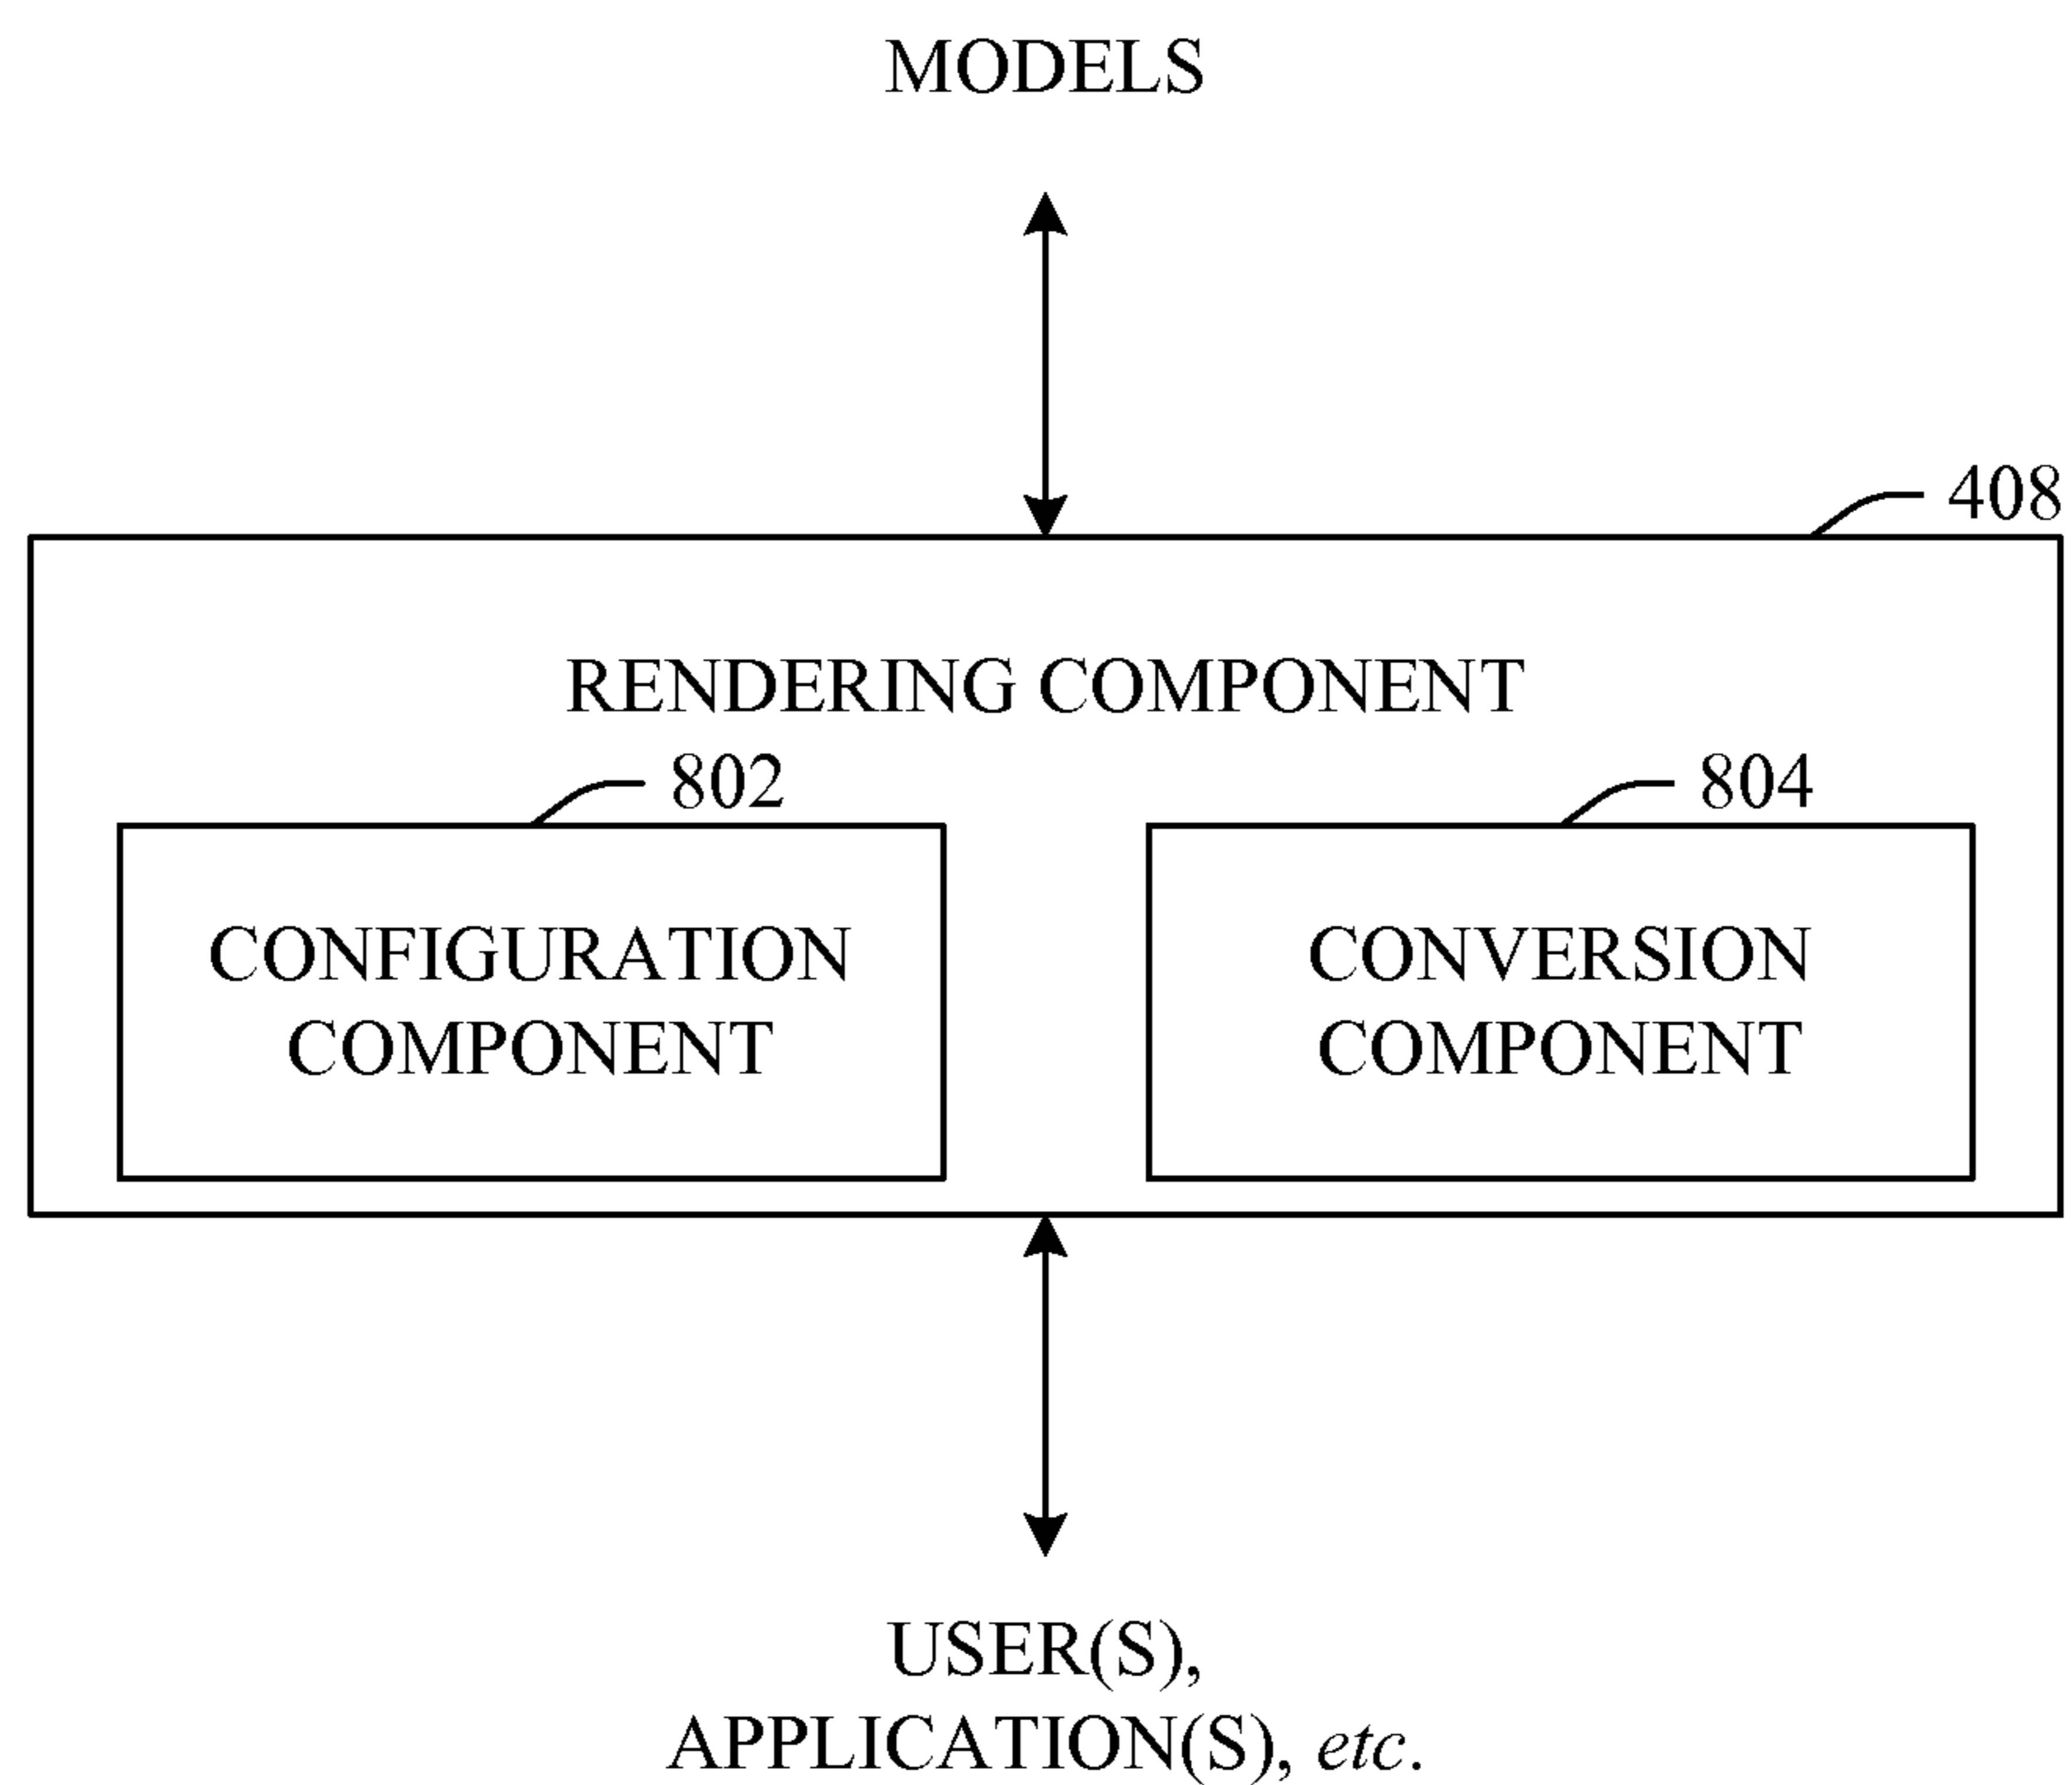 MODELS
408
RENDERING COMPONENT
802
804
CONFIGURATION
COMPONENT
CONVERSION
COMPONENT
USER(S),
APPLICATION(S), etc.